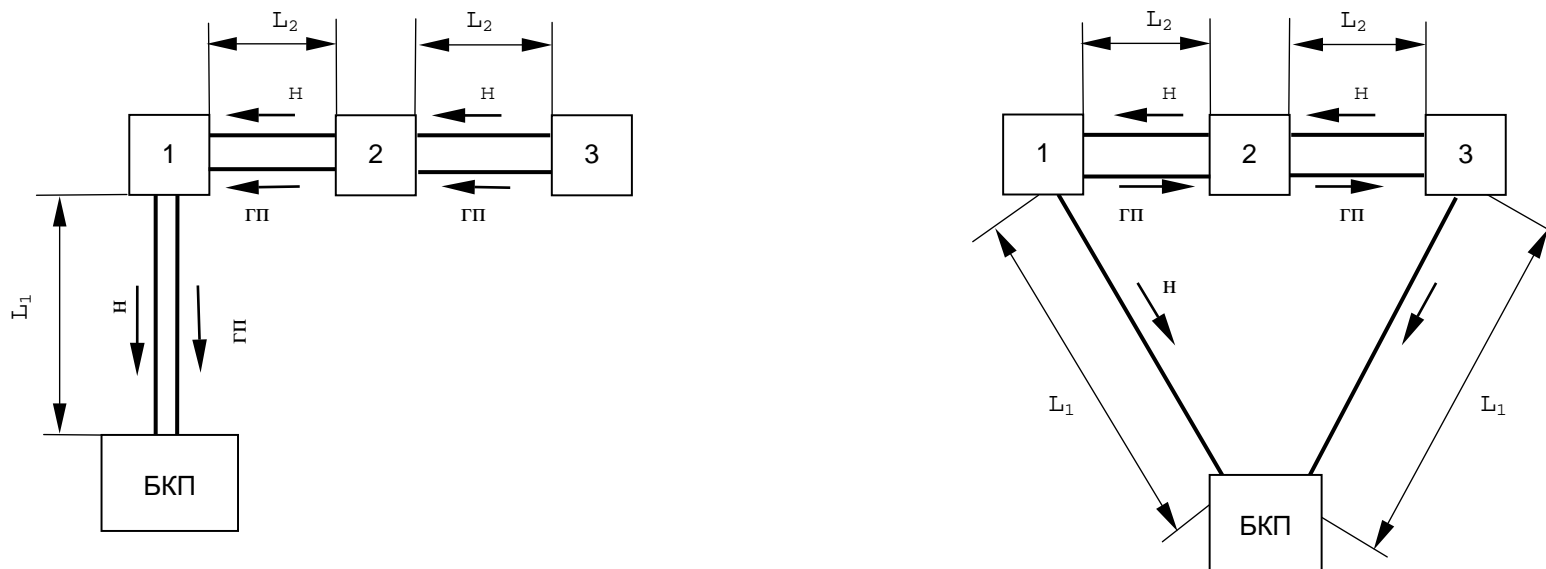 L₂ L₂
Н Н
1 2 3
ГП ГП
L₁ Н ГП
БКП
L₂ L₂
Н Н
1 2 3
ГП ГП
Н
L₁ L₁
БКП